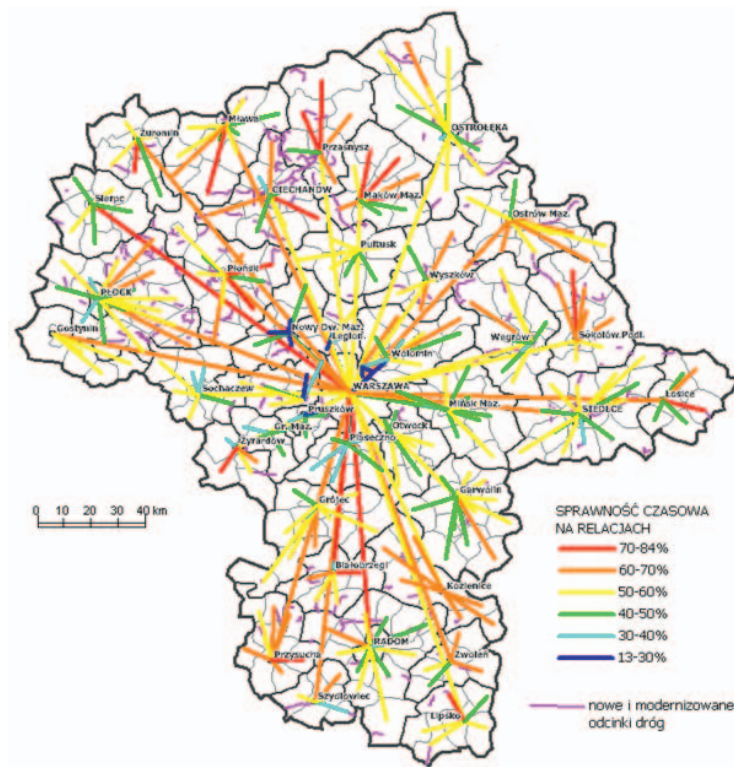 Żuromin
Mława
OSTROŁĘKA
Przasnysz
Sierpc
CIECHANÓW
Maków Maz.
Ostrów Maz.
Pułtusk
Płońsk
Wyszków
PŁOCK
Gostynin
Nowy Dw. Maz.
Legion.
Wołomin
Węgrów
Sokołów Podl.
Sochaczew
WARSZAWA
Pruszków
Mińsk Maz.
SIEDLCE
Łosice
Gr. Maz.
Otwock
Żyrardów
Piaseczno
0 10 20 30 40 km
Grójec
Garwolin
Białobrzegi
Kozienice
RADOM
Przysucha
Zwoleń
Szydłowiec
Lipsko
SPRAWNOŚĆ CZASOWA
NA RELACJACH
70-84%
60-70%
50-60%
40-50%
30-40%
13-30%
nowe i modernizowane
odcinki dróg